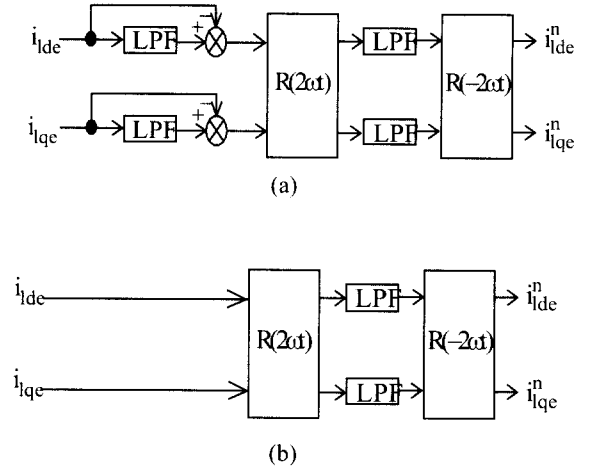 i_lde LPF + − R(2ωt) LPF R(−2ωt) i^n_lde
i_lqe LPF + − LPF i^n_lqe
(a)
i_lde R(2ωt) LPF R(−2ωt) i^n_lde
i_lqe LPF i^n_lqe
(b)